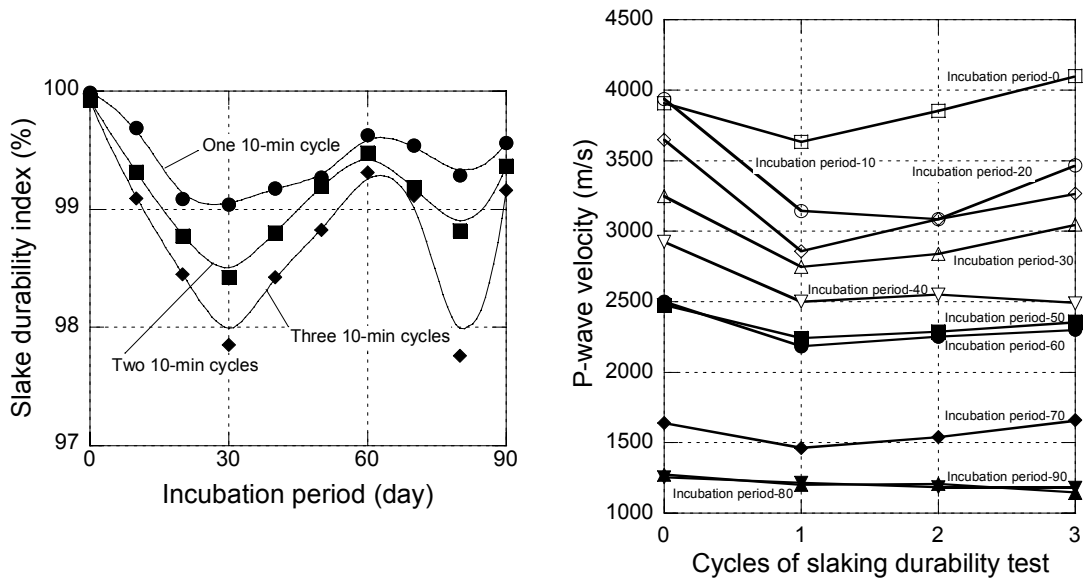 Slake durability index (%)
100
99
98
97
One 10-min cycle
Two 10-min cycles
Three 10-min cycles
0
30
60
90
Incubation period (day)
P-wave velocity (m/s)
4500
4000
3500
3000
2500
2000
1500
1000
Incubation period-0
Incubation period-10
Incubation period-20
Incubation period-30
Incubation period-40
Incubation period-50
Incubation period-60
Incubation period-70
Incubation period-90
Incubation period-80
0
1
2
3
Cycles of slaking durability test